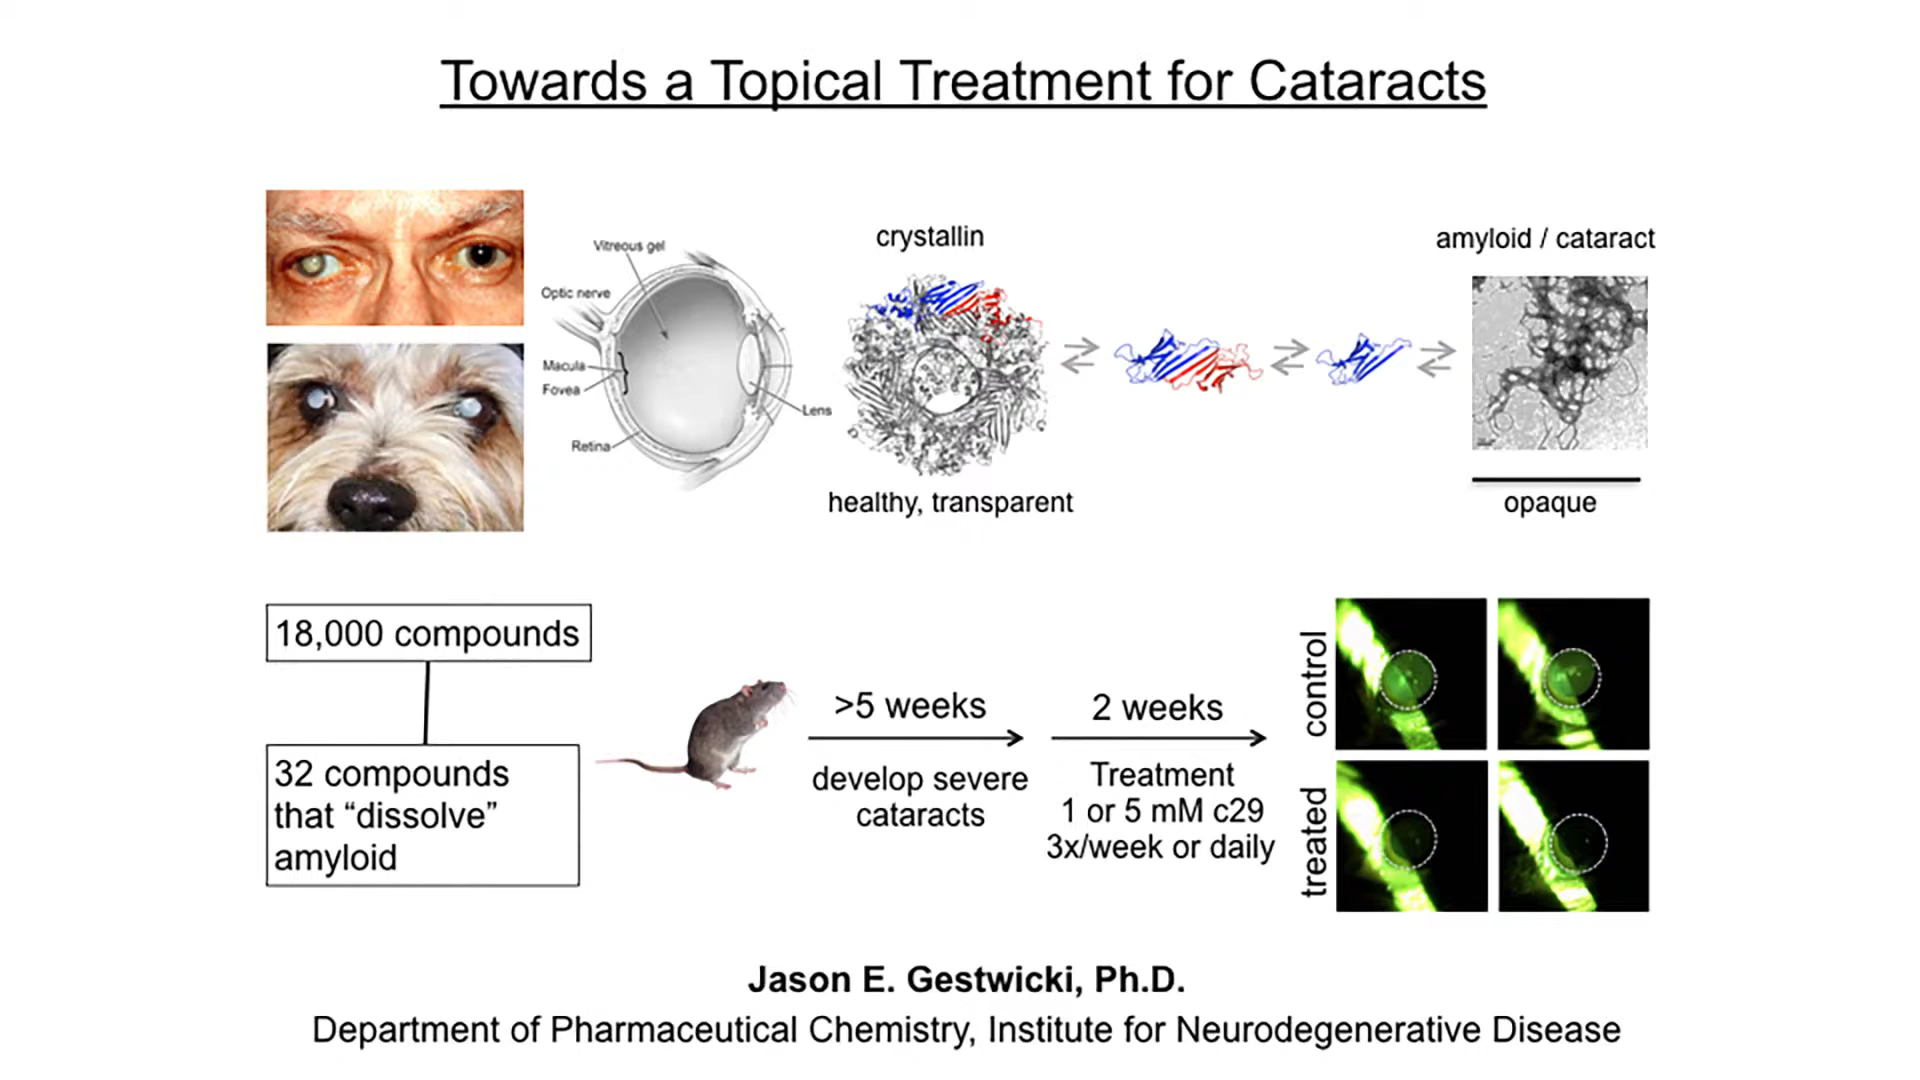 Towards a Topical Treatment for Cataracts
Vitreous gel
Optic nerve
Macula
Fovea
Retina
Lens
crystallin
healthy, transparent
amyloid / cataract
opaque
18,000 compounds
32 compounds
that “dissolve”
amyloid
>5 weeks
develop severe
cataracts
2 weeks
Treatment
1 or 5 mM c29
3x/week or daily
control
treated
Jason E. Gestwicki, Ph.D.
Department of Pharmaceutical Chemistry, Institute for Neurodegenerative Disease